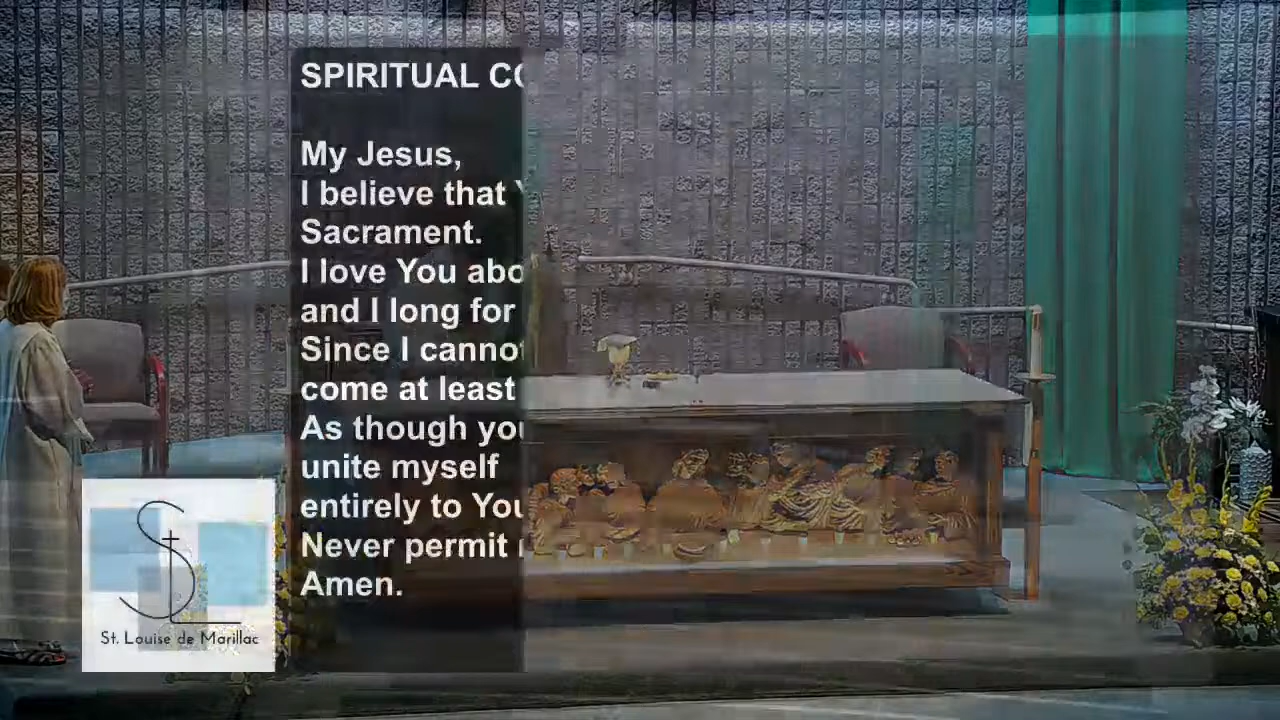 SPIRITUAL CO
My Jesus,
I believe that
Sacrament.
I love You abo
and I long for
Since I cannot
come at least
As though you
unite myself
entirely to You
Never permit
Amen.
St. Louise de Marillac